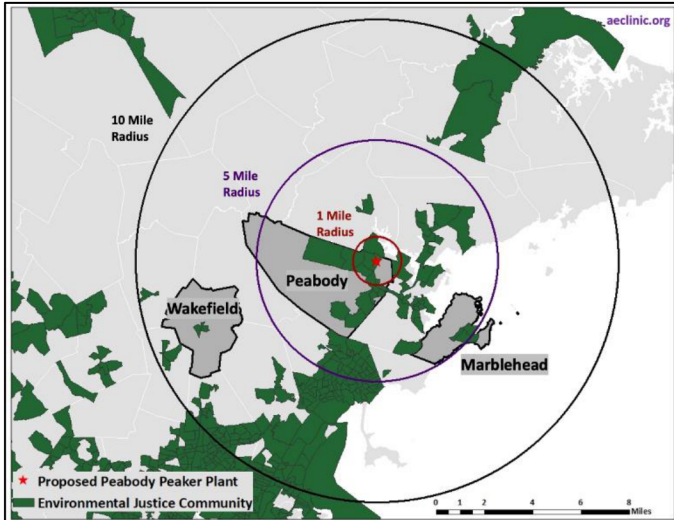 aeclinic.org
10 Mile
Radius
5 Mile
Radius
1 Mile
Radius
Peabody
Wakefield
Marblehead
Proposed Peabody Peaker Plant
Environmental Justice Community
0 1 2 4 6 8
Miles